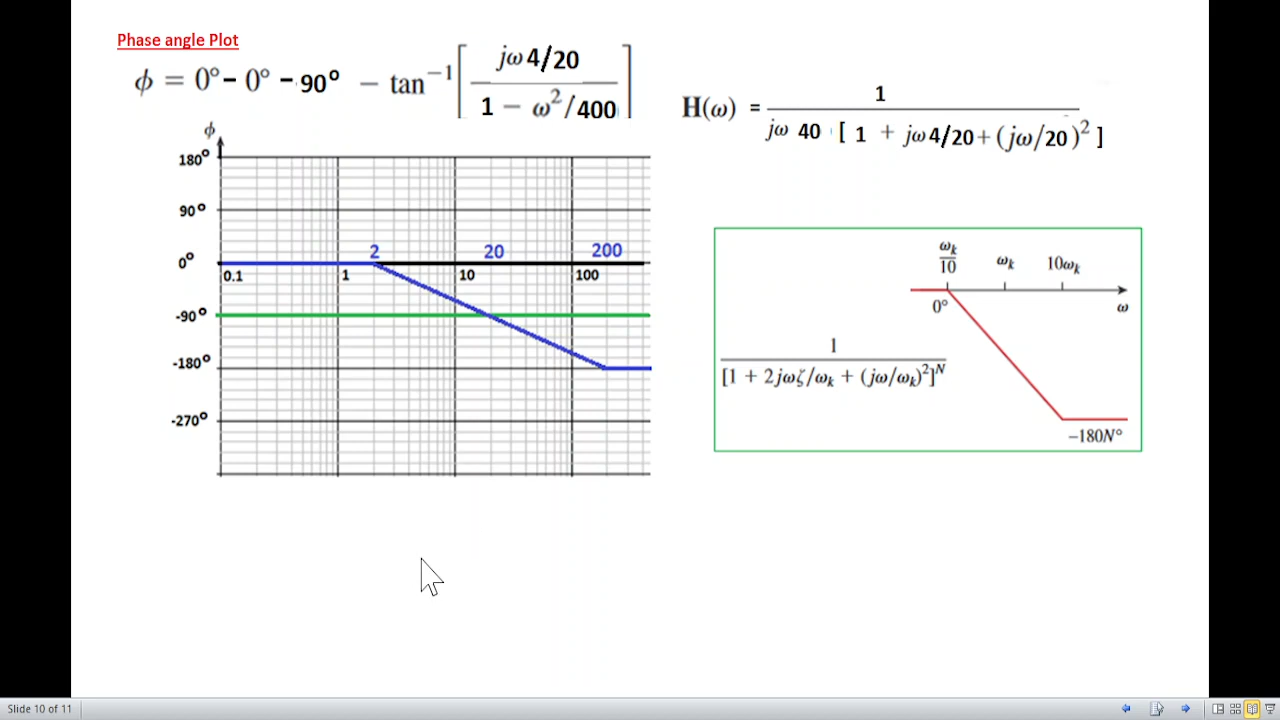 Phase angle Plot
ϕ = 0° – 0° – 90° – tan⁻¹[ jω 4/20 / 1 – ω²/400 ]
H(ω) = 1 / jω 40 [ 1 + jω 4/20 + (jω/20)² ]
ϕ
180°
90°
0°
-90°
-180°
-270°
2 20 200
0.1 1 10 100
ωk/10 ωk 10ωk
0° ω
1 / [1 + 2jωζ/ωk + (jω/ωk)²]ᴺ
–180N°
Slide 10 of 11